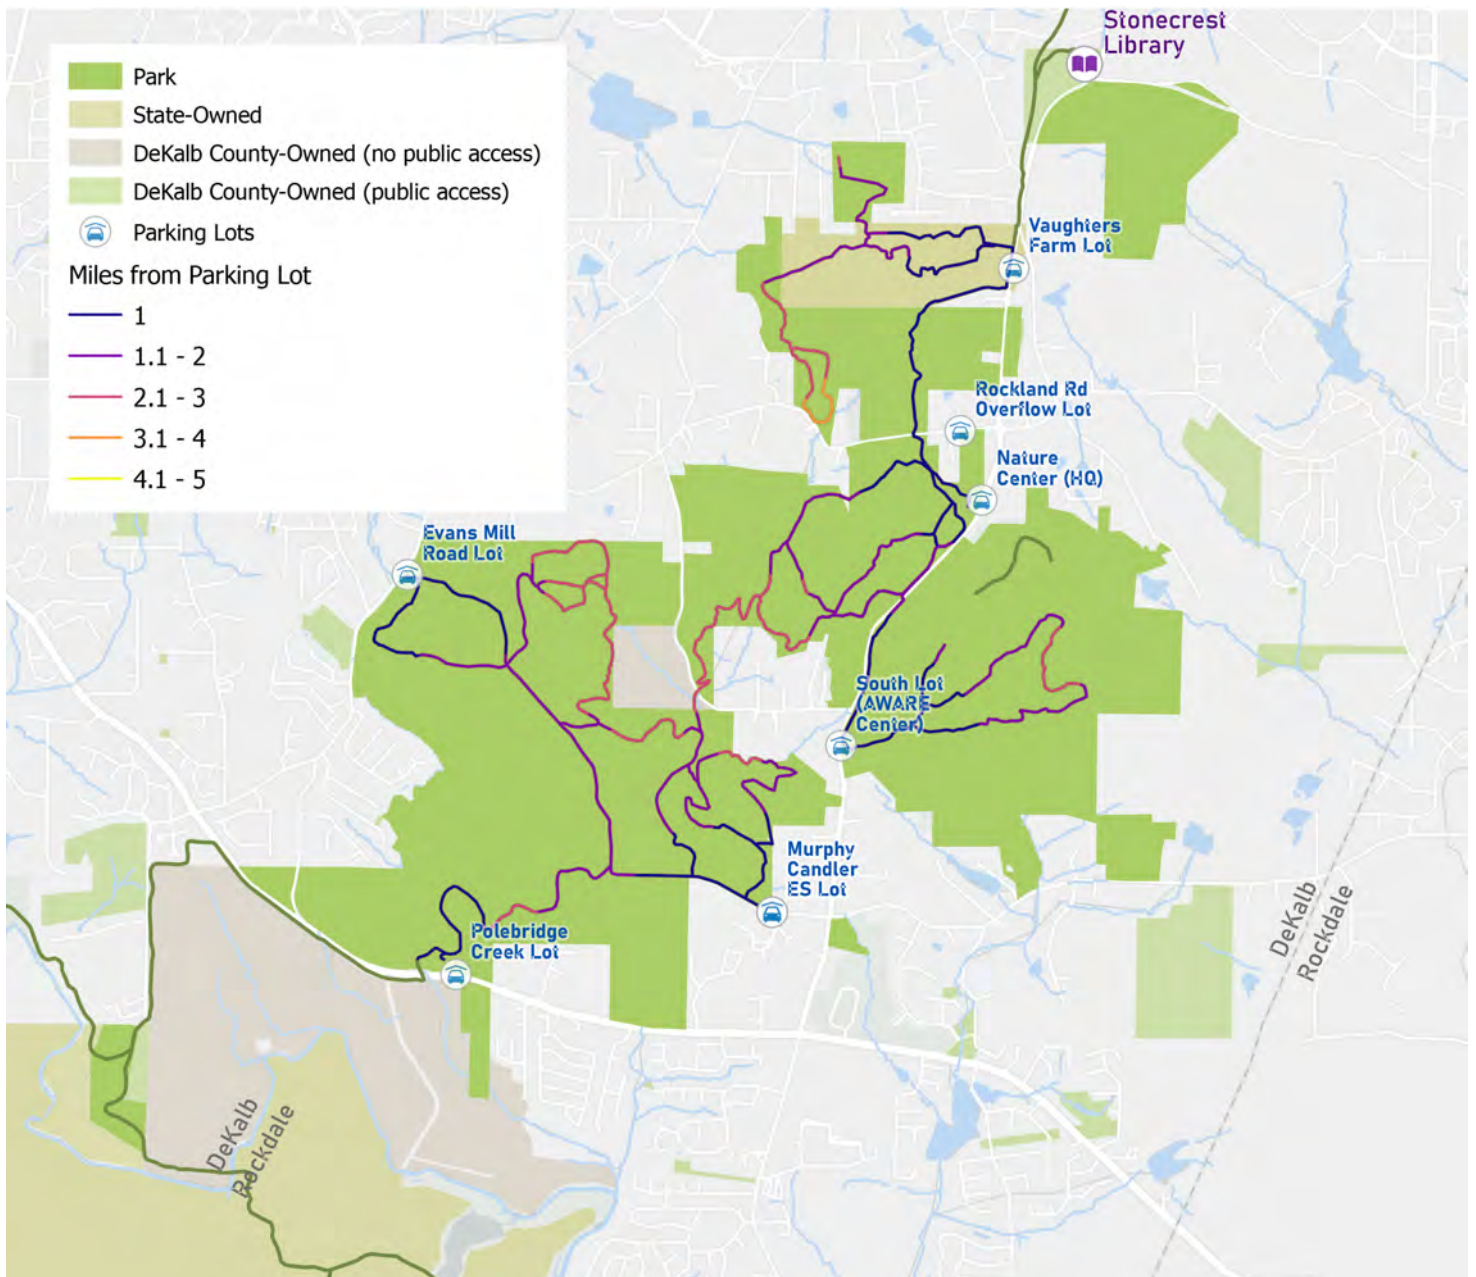 Stonecrest
Library
Park
State-Owned
DeKalb County-Owned (no public access)
DeKalb County-Owned (public access)
Parking Lots
Miles from Parking Lot
1
1.1 - 2
2.1 - 3
3.1 - 4
4.1 - 5
Vaughters
Farm Lot
Rockland Rd
Overflow Lot
Nature
Center (HQ)
Evans Mill
Road Lot
South Lot
(AWARE
Center)
Murphy
Candler
ES Lot
Polebridge
Creek Lot
DeKalb
Rockdale
DeKalb
Rockdale